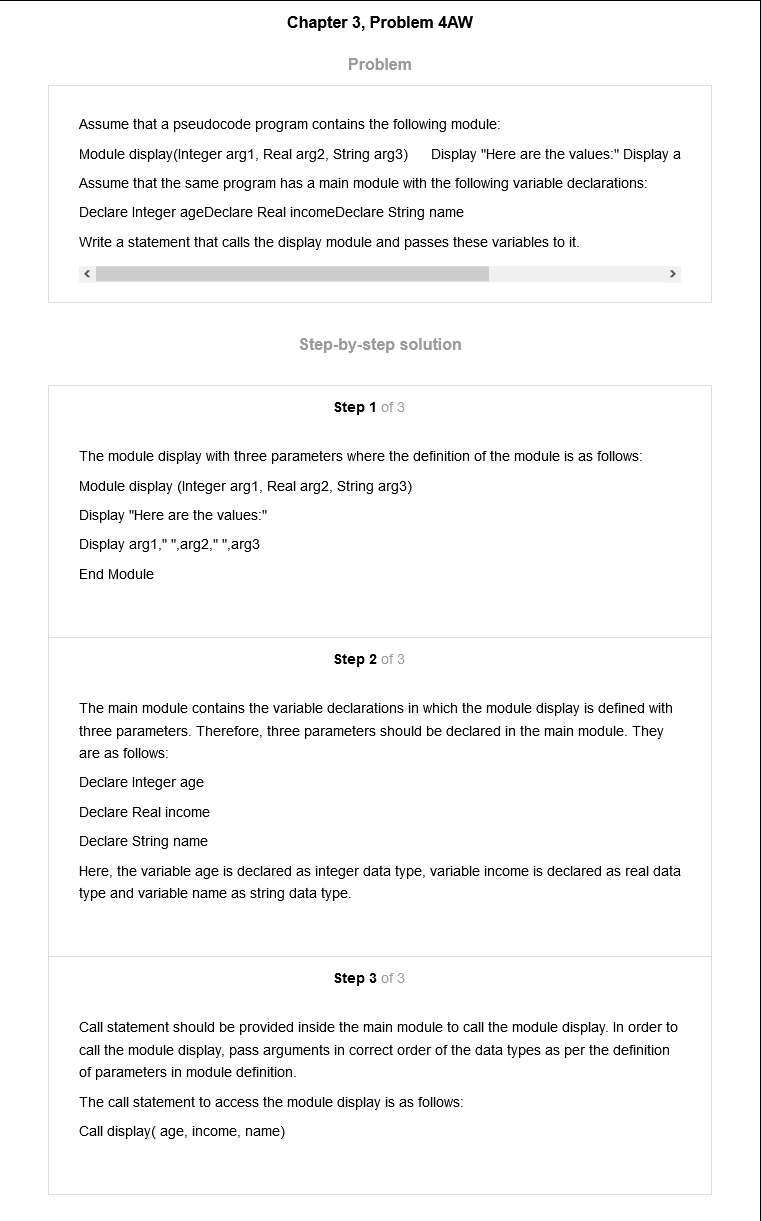 Chapter 3, Problem 4AW
Problem
Assume that a pseudocode program contains the following module:
Module display(Integer arg1, Real arg2, String arg3) Display "Here are the values:" Display a
Assume that the same program has a main module with the following variable declarations:
Declare Integer ageDeclare Real incomeDeclare String name
Write a statement that calls the display module and passes these variables to it.
Step-by-step solution
Step 1 of 3
The module display with three parameters where the definition of the module is as follows:
Module display (Integer arg1, Real arg2, String arg3)
Display "Here are the values:"
Display arg1," ",arg2," ",arg3
End Module
Step 2 of 3
The main module contains the variable declarations in which the module display is defined with
three parameters. Therefore, three parameters should be declared in the main module. They
are as follows:
Declare Integer age
Declare Real income
Declare String name
Here, the variable age is declared as integer data type, variable income is declared as real data
type and variable name as string data type.
Step 3 of 3
Call statement should be provided inside the main module to call the module display. In order to
call the module display, pass arguments in correct order of the data types as per the definition
of parameters in module definition.
The call statement to access the module display is as follows:
Call display( age, income, name)